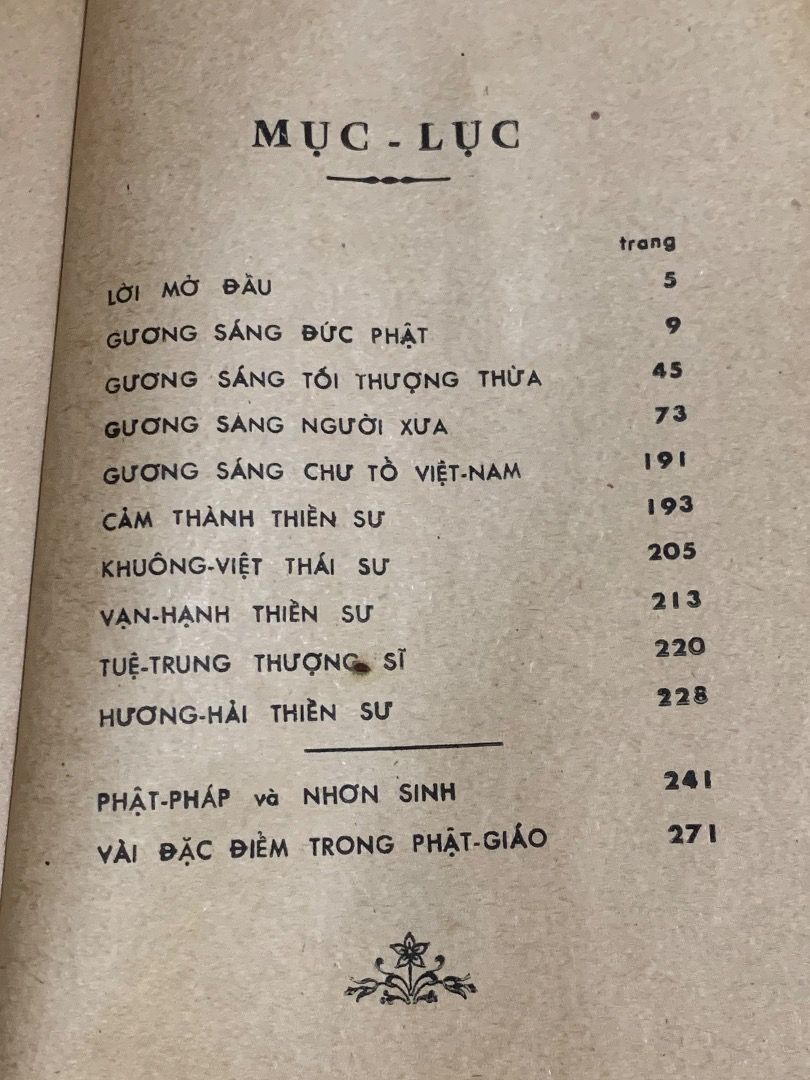 MỤC - LỤC
trang
LỜI MỞ ĐẦU 5
GƯƠNG SÁNG ĐỨC PHẬT 9
GƯƠNG SÁNG TỐI THƯỢNG THỪA 45
GƯƠNG SÁNG NGƯỜI XƯA 73
GƯƠNG SÁNG CHƯ TỔ VIỆT-NAM 191
CẢM THÀNH THIỀN SƯ 193
KHUÔNG-VIỆT THÁI SƯ 205
VẠN-HẠNH THIỀN SƯ 213
TUỆ-TRUNG THƯỢNG SĨ 220
HƯƠNG-HẢI THIỀN SƯ 228
PHẬT-PHÁP và NHƠN SINH 241
VÀI ĐẶC ĐIỂM TRONG PHẬT-GIÁO 271